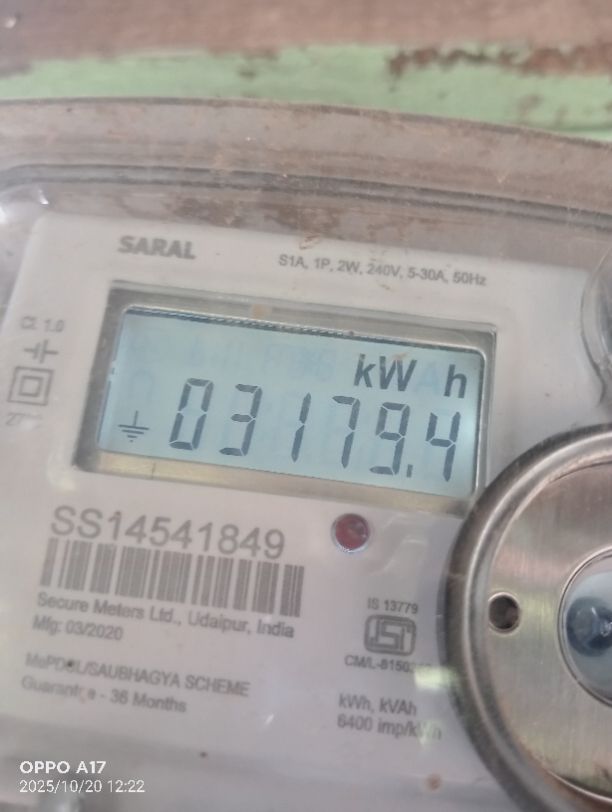 SARAL
S1A, 1P, 2W, 240V, 5-30A, 50Hz
Cl. 1.0
kWh
03179.4
SS14541849
Secure Meters Ltd., Udaipur, India
Mfg: 03/2020
SAUBHAGYA SCHEME
Guarantee - 36 Months
IS 13779
kWh, kVAh
6400 imp/kWh
OPPO A17
2025/10/20 12:22